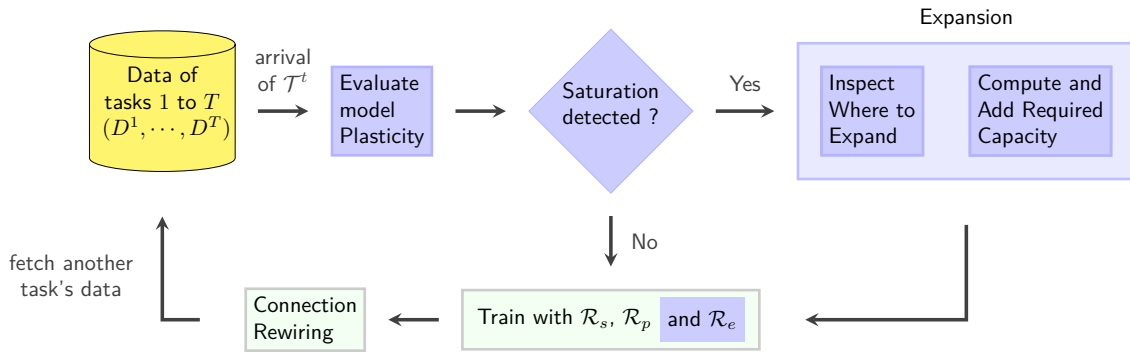 Expansion
Data of
tasks 1 to T
(D^1, ⋯, D^T)
arrival
of 𝒯^t
Evaluate
model
Plasticity
Saturation
detected ?
Yes
Inspect
Where to
Expand
Compute and
Add Required
Capacity
No
fetch another
task's data
Connection
Rewiring
Train with ℛ_s, ℛ_p and ℛ_e